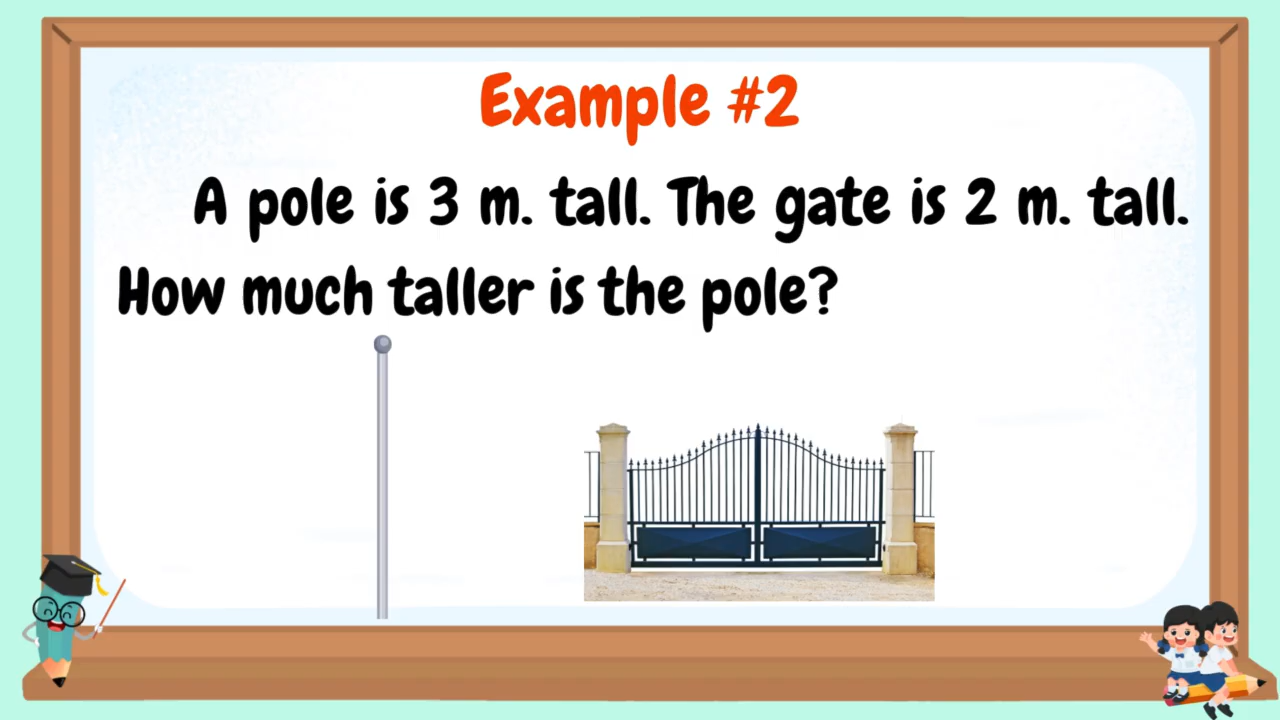 Example #2
A pole is 3 m. tall. The gate is 2 m. tall.
How much taller is the pole?